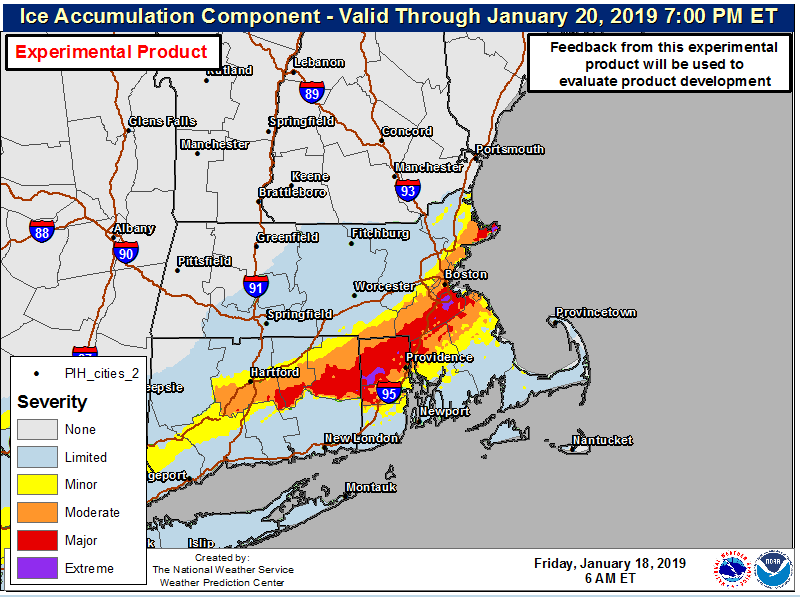 Ice Accumulation Component - Valid Through January 20, 2019 7:00 PM ET
Experimental Product
Feedback from this experimental
product will be used to
evaluate product development
Rutland
Lebanon
89
Glens Falls
Springfield
Concord
Manchester
Portsmouth
Keene
Manchester
Brattleboro
93
88
Albany
90
Greenfield
Fitchburg
Pittsfield
91
Worcester
Boston
Springfield
Provincetown
Providence
Hartford
eepsie
95
Newport
New London
Nantucket
geport
Montauk
k
Islip
PIH_cities_2
Severity
None
Limited
Minor
Moderate
Major
Extreme
Created by:
The National Weather Service
Weather Prediction Center
Friday, January 18, 2019
6 AM ET
NOAA